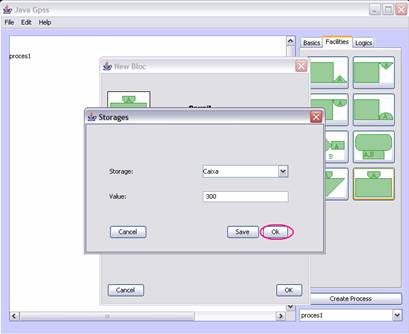 Java Gpss
File Edit Help
proces1
Basics Facilities Logics
New Bloc
Storages
Storage: Caixa
Value: 300
Cancel Save Ok
Cancel OK
A
B
A
A,B
A
Create Process
proces1